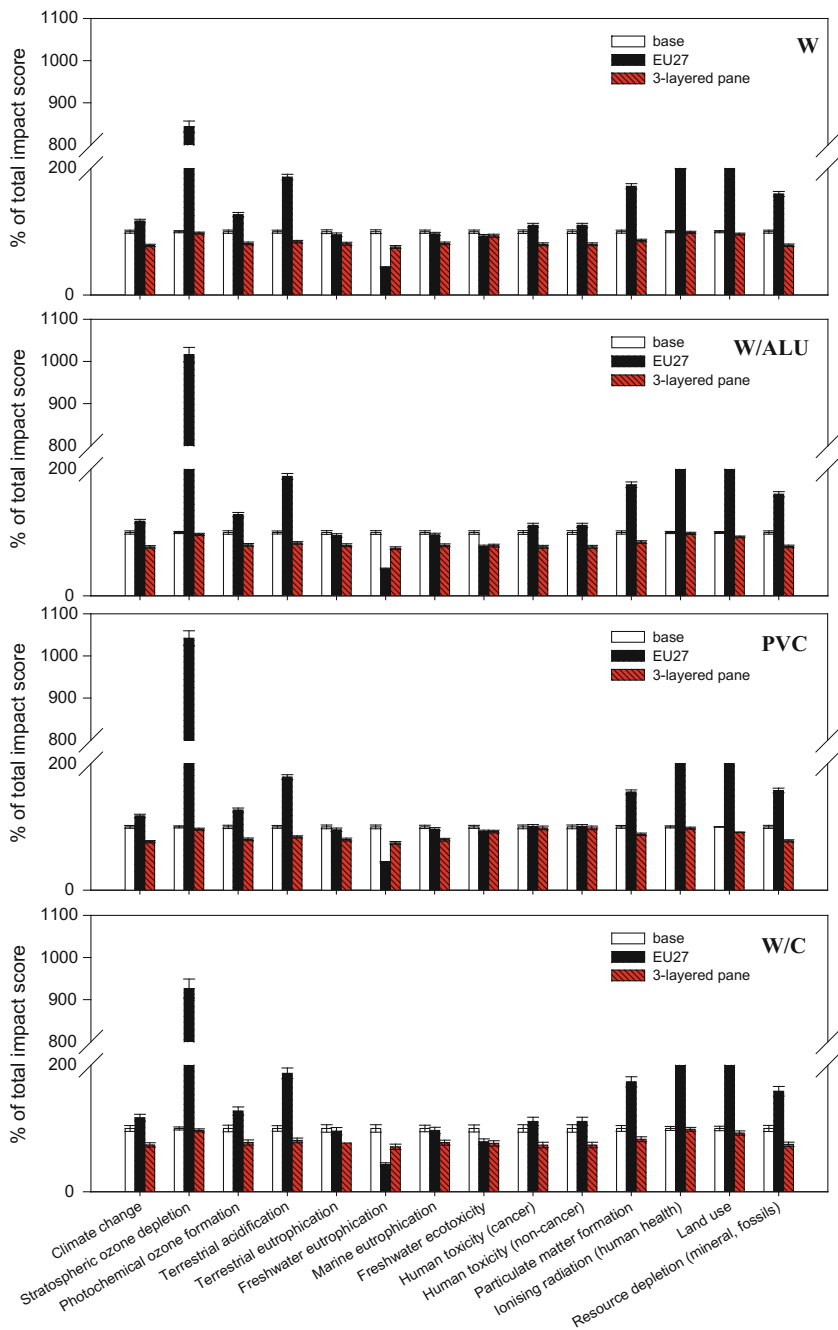 1100
1000
900
800
200
0
% of total impact score
base
EU27
3-layered pane
W
1100
1000
900
800
200
0
% of total impact score
base
EU27
3-layered pane
W/ALU
1100
1000
900
800
200
0
% of total impact score
base
EU27
3-layered pane
PVC
1100
1000
900
800
200
0
% of total impact score
base
EU27
3-layered pane
W/C
Climate change
Stratospheric ozone depletion
Photochemical ozone formation
Terrestrial acidification
Terrestrial eutrophication
Freshwater eutrophication
Marine eutrophication
Freshwater ecotoxicity
Human toxicity (cancer)
Human toxicity (non-cancer)
Particulate matter formation
Ionising radiation (human health)
Land use
Resource depletion (mineral, fossils)